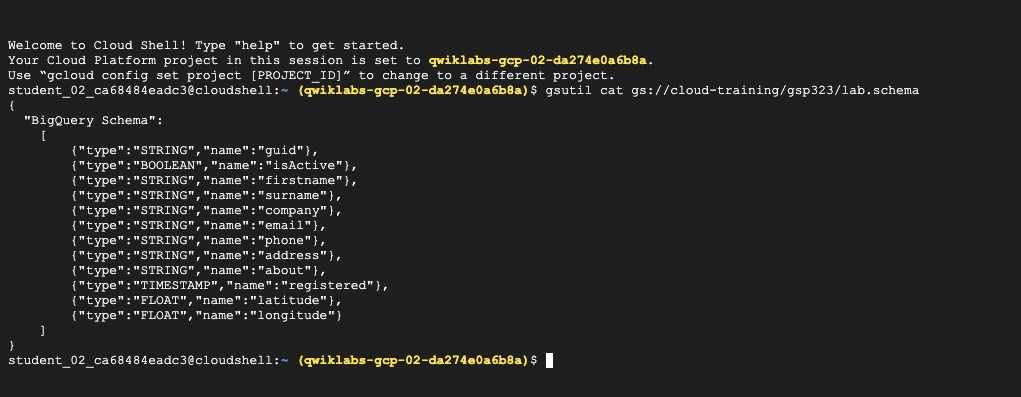 Welcome to Cloud Shell! Type "help" to get started.
Your Cloud Platform project in this session is set to qwiklabs-gcp-02-da274e0a6b8a.
Use “gcloud config set project [PROJECT_ID]” to change to a different project.
student_02_ca68484eadc3@cloudshell:~ (qwiklabs-gcp-02-da274e0a6b8a)$ gsutil cat gs://cloud-training/gsp323/lab.schema
{
  "BigQuery Schema":
    [
        {"type":"STRING","name":"guid"},
        {"type":"BOOLEAN","name":"isActive"},
        {"type":"STRING","name":"firstname"},
        {"type":"STRING","name":"surname"},
        {"type":"STRING","name":"company"},
        {"type":"STRING","name":"email"},
        {"type":"STRING","name":"phone"},
        {"type":"STRING","name":"address"},
        {"type":"STRING","name":"about"},
        {"type":"TIMESTAMP","name":"registered"},
        {"type":"FLOAT","name":"latitude"},
        {"type":"FLOAT","name":"longitude"}
    ]
}
student_02_ca68484eadc3@cloudshell:~ (qwiklabs-gcp-02-da274e0a6b8a)$